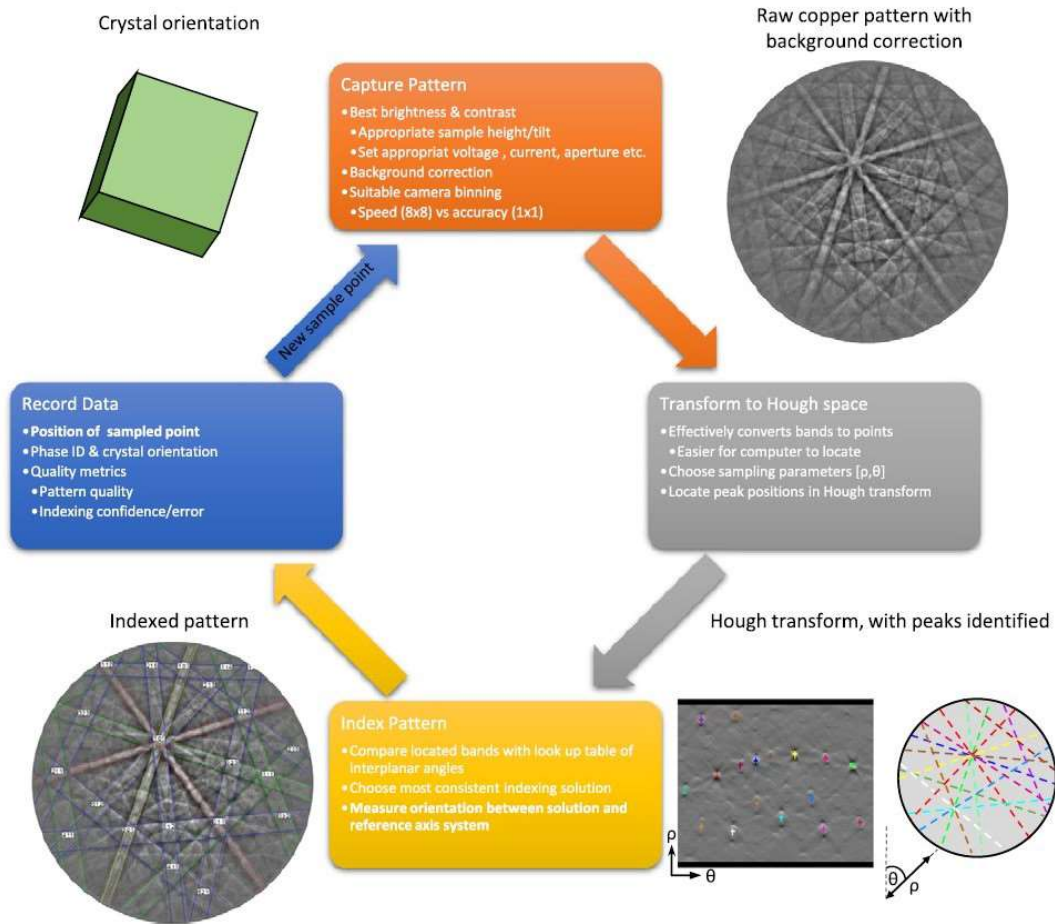 Crystal orientation
Raw copper pattern with
background correction
Capture Pattern
•Best brightness & contrast
•Appropriate sample height/tilt
•Set appropriat voltage , current, aperture etc.
•Background correction
•Suitable camera binning
•Speed (8x8) vs accuracy (1x1)
New sample point
Record Data
•Position of sampled point
•Phase ID & crystal orientation
•Quality metrics
•Pattern quality
•Indexing confidence/error
Transform to Hough space
•Effectively converts bands to points
•Easier for computer to locate
•Choose sampling parameters [ρ,θ]
•Locate peak positions in Hough transform
Indexed pattern
Hough transform, with peaks identified
Index Pattern
•Compare located bands with look up table of
interplanar angles
•Choose most consistent indexing solution
•Measure orientation between solution and
reference axis system
ρ
θ
θ
ρ